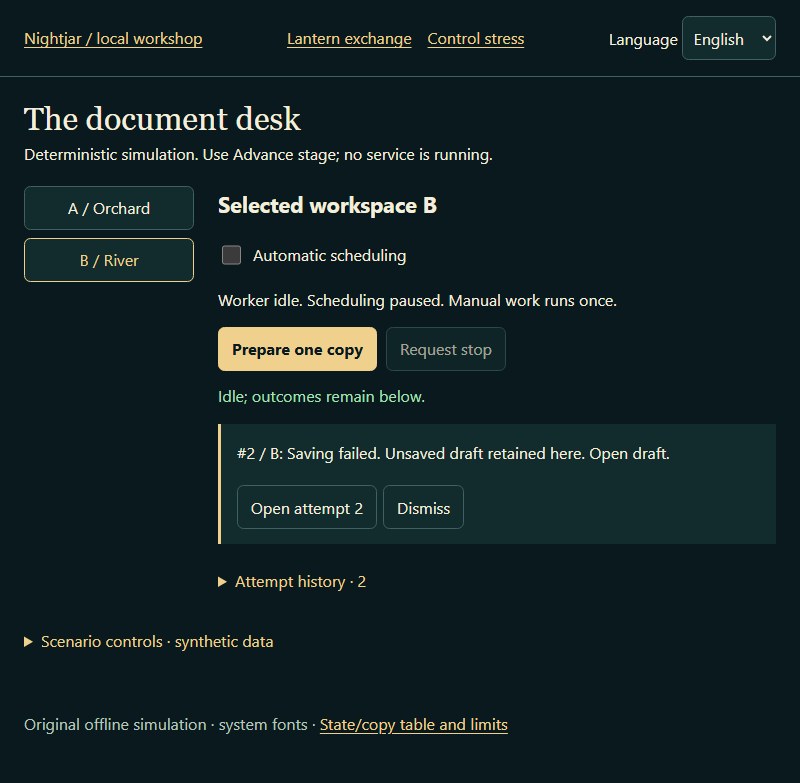 Nightjar / local workshop
Lantern exchange
Control stress
Language
English
The document desk
Deterministic simulation. Use Advance stage; no service is running.
A / Orchard
B / River
Selected workspace B
Automatic scheduling
Worker idle. Scheduling paused. Manual work runs once.
Prepare one copy
Request stop
Idle; outcomes remain below.
#2 / B: Saving failed. Unsaved draft retained here. Open draft.
Open attempt 2
Dismiss
Attempt history · 2
Scenario controls · synthetic data
Original offline simulation · system fonts · State/copy table and limits